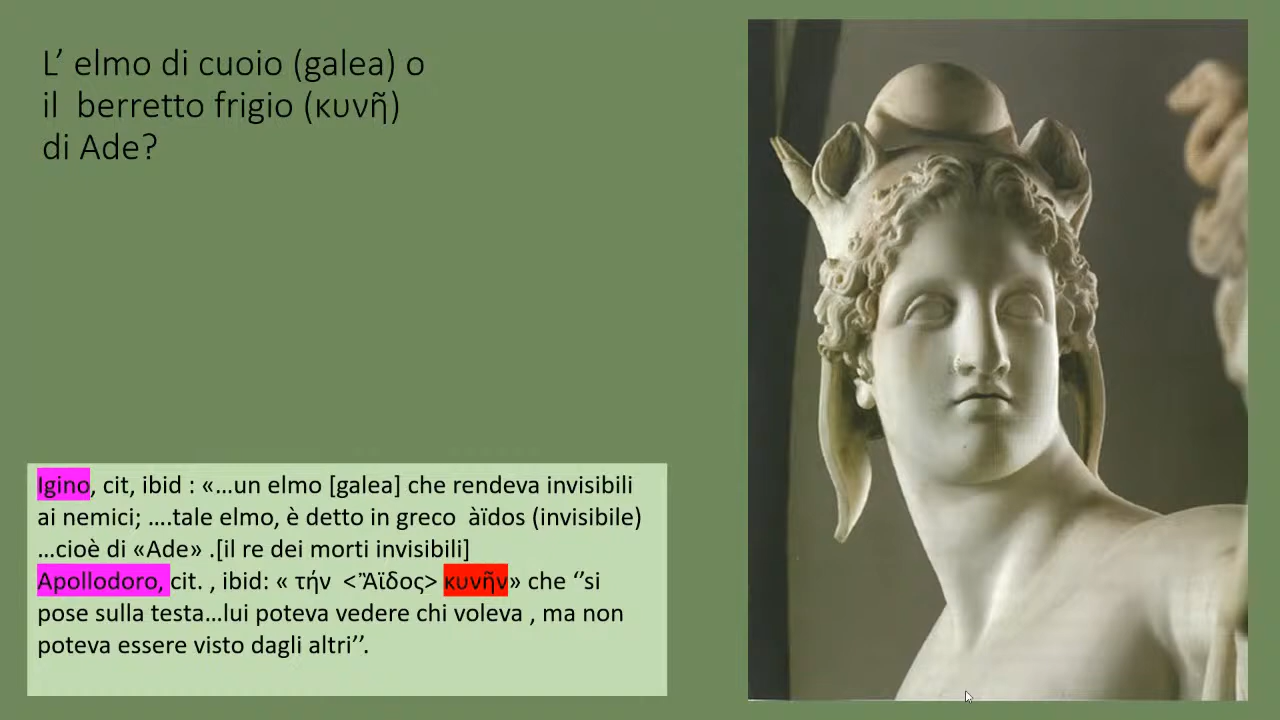 L’ elmo di cuoio (galea) o
il  berretto frigio (κυνῆ)
di Ade?
Igino, cit, ibid : «…un elmo [galea] che rendeva invisibili
ai nemici; ….tale elmo, è detto in greco  àïdos (invisibile)
…cioè di «Ade» .[il re dei morti invisibili]
Apollodoro, cit. , ibid: « τήν  <Ἄϊδος> κυνῆν» che ‘’si
pose sulla testa…lui poteva vedere chi voleva , ma non
poteva essere visto dagli altri’’.